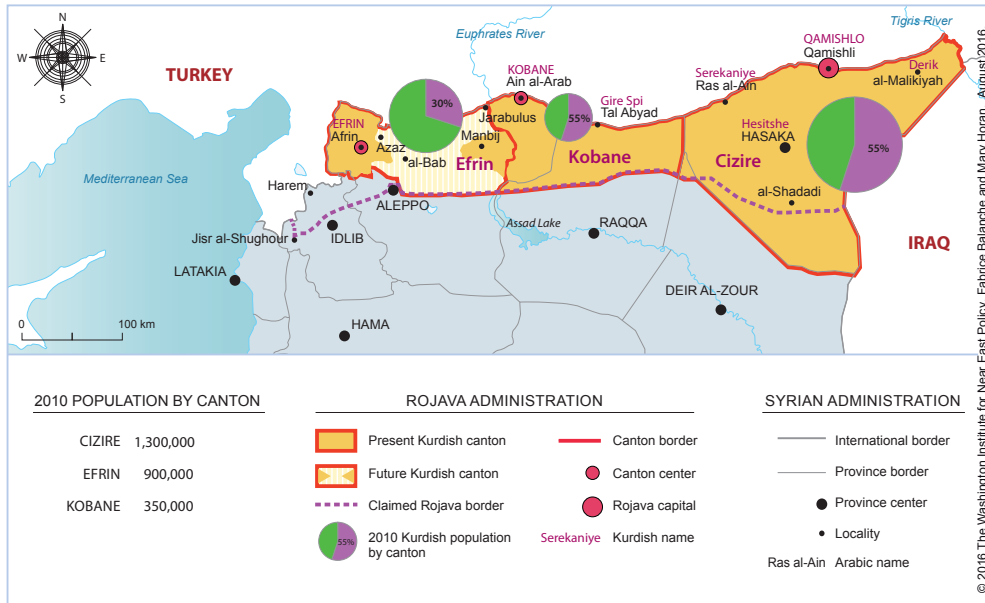 N
W
E
S
TURKEY
Euphrates River
Tigris River
QAMISHLO
Qamishli
Derik
al-Malikiyah
KOBANE
Ain al-Arab
Serekaniye
Ras al-Ain
Gire Spi
Tal Abyad
30%
55%
Jarabulus
Hesitshe
HASAKA
55%
EFRIN
Afrin
Azaz
Manbij
al-Bab
Efrin
Kobane
Cizire
Mediterranean Sea
Harem
ALEPPO
al-Shadadi
Jisr al-Shughour
IDLIB
Assad Lake
RAQQA
IRAQ
LATAKIA
DEIR AL-ZOUR
HAMA
0
100 km
2010 POPULATION BY CANTON
CIZIRE 1,300,000
EFRIN 900,000
KOBANE 350,000
ROJAVA ADMINISTRATION
Present Kurdish canton
Future Kurdish canton
Claimed Rojava border
55%
2010 Kurdish population
by canton
Canton border
Canton center
Rojava capital
Serekaniye Kurdish name
SYRIAN ADMINISTRATION
International border
Province border
Province center
Locality
Ras al-Ain Arabic name
© 2016 The Washington Institute for Near East Policy, Fabrice Balanche and Mary Horan, August 2016